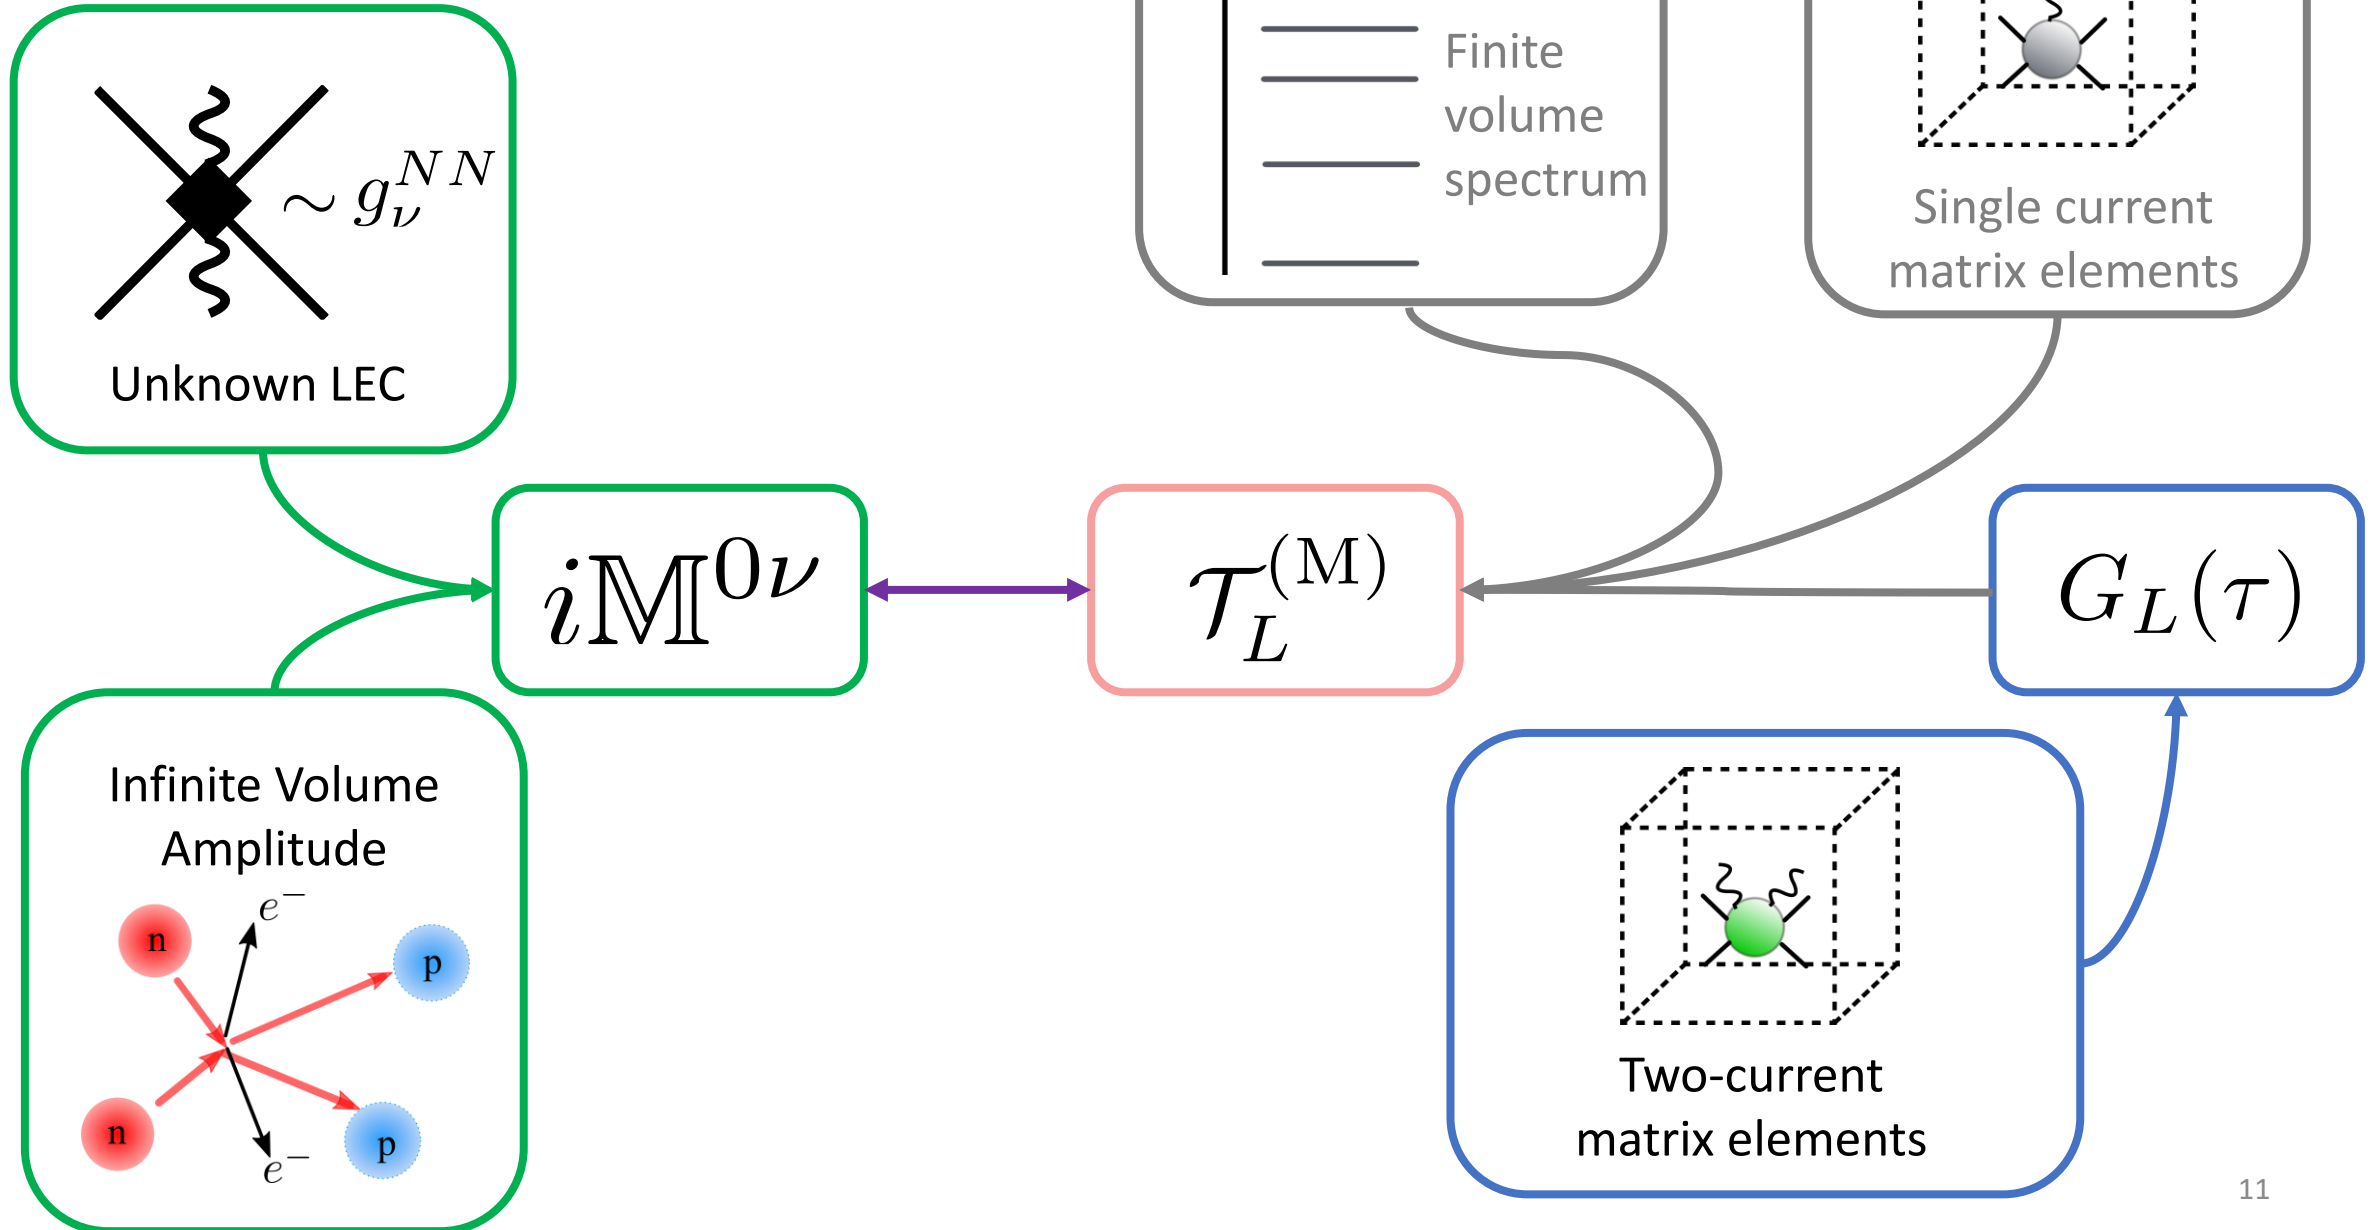 ∼ g_ν^{NN}
Unknown LEC
Finite
volume
spectrum
Single current
matrix elements
i𝕄^{0ν}
𝒯_L^{(M)}
G_L(τ)
Infinite Volume
Amplitude
e⁻
n
p
n
p
e⁻
Two-current
matrix elements
11